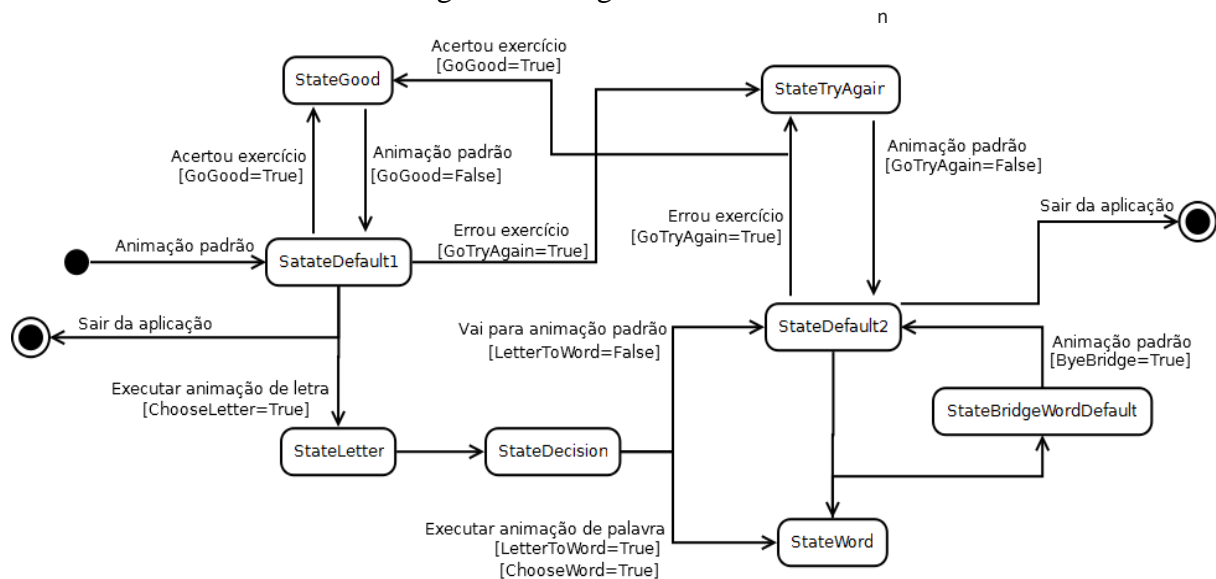 n
Acertou exercício
[GoGood=True]
StateGood
StateTryAgair
Acertou exercício
[GoGood=True]
Animação padrão
[GoGood=False]
Animação padrão
[GoTryAgain=False]
Errou exercício
[GoTryAgain=True]
Errou exercício
[GoTryAgain=True]
Sair da aplicação
Animação padrão
SatateDefault1
Sair da aplicação
Vai para animação padrão
[LetterToWord=False]
StateDefault2
Animação padrão
[ByeBridge=True]
Executar animação de letra
[ChooseLetter=True]
StateBridgeWordDefault
StateLetter
StateDecision
Executar animação de palavra
[LetterToWord=True]
[ChooseWord=True]
StateWord